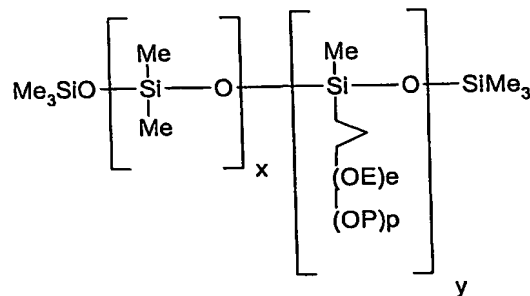 Me Me
Me₃SiO Si O Si O SiMe₃
Me
x
(OE)e
(OP)p
y